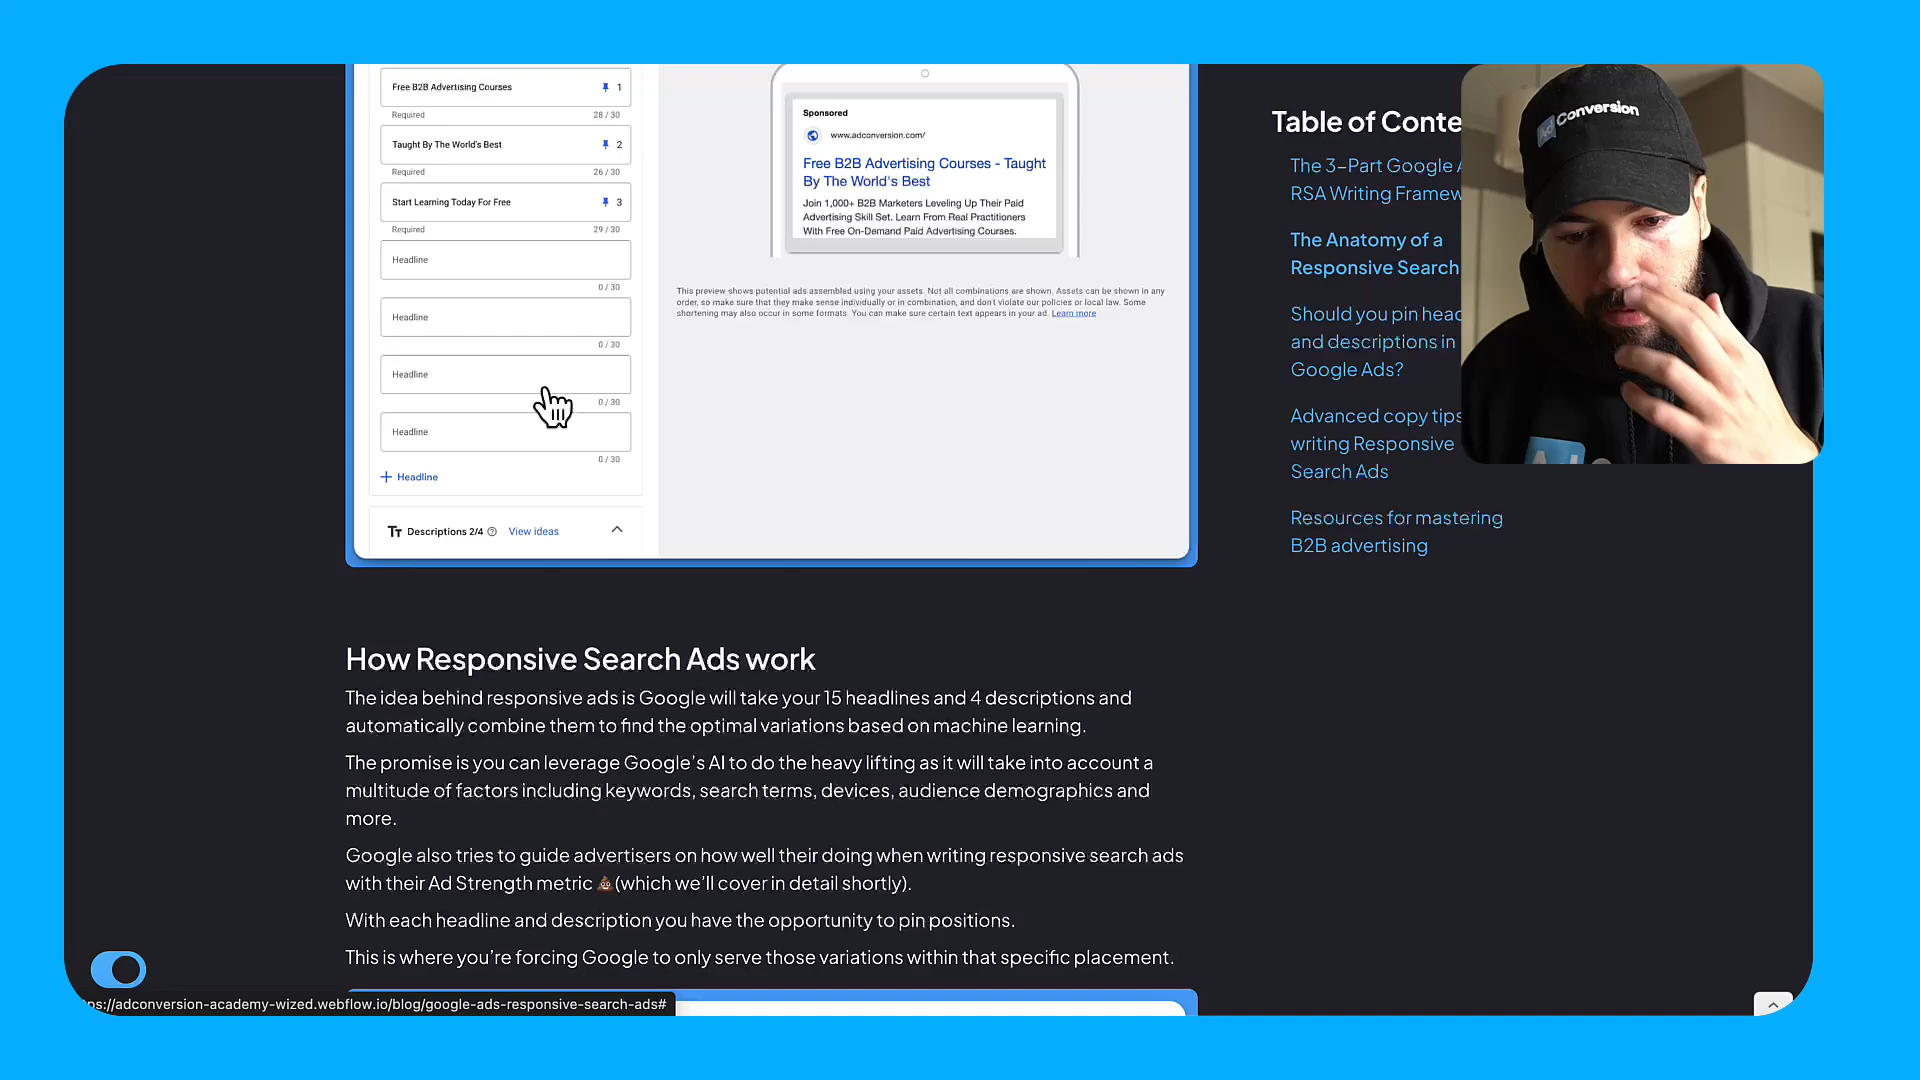 Free B2B Advertising Courses 1
Required 28 / 30
Taught By The World's Best 2
Required 26 / 30
Start Learning Today For Free 3
Required 29 / 30
Headline
0 / 30
Headline
0 / 30
Headline
0 / 30
Headline
0 / 30
+ Headline
Tт Descriptions 2/4 View ideas
Sponsored
www.adconversion.com/
Free B2B Advertising Courses - Taught
By The World's Best
Join 1,000+ B2B Marketers Leveling Up Their Paid
Advertising Skill Set. Learn From Real Practitioners
With Free On-Demand Paid Advertising Courses.
This preview shows potential ads assembled using your assets. Not all combinations are shown. Assets can be shown in any
order, so make sure that they make sense individually or in combination, and don't violate our policies or local law. Some
shortening may also occur in some formats. You can make sure certain text appears in your ad. Learn more
How Responsive Search Ads work
The idea behind responsive ads is Google will take your 15 headlines and 4 descriptions and
automatically combine them to find the optimal variations based on machine learning.
The promise is you can leverage Google's AI to do the heavy lifting as it will take into account a
multitude of factors including keywords, search terms, devices, audience demographics and
more.
Google also tries to guide advertisers on how well their doing when writing responsive search ads
with their Ad Strength metric 💩(which we'll cover in detail shortly).
With each headline and description you have the opportunity to pin positions.
This is where you're forcing Google to only serve those variations within that specific placement.
Table of Conte
The 3-Part Google A
RSA Writing Framew
The Anatomy of a
Responsive Search
Should you pin head
and descriptions in
Google Ads?
Advanced copy tips
writing Responsive
Search Ads
Resources for mastering
B2B advertising
AdConversion
Ad
ps://adconversion-academy-wized.webflow.io/blog/google-ads-responsive-search-ads#